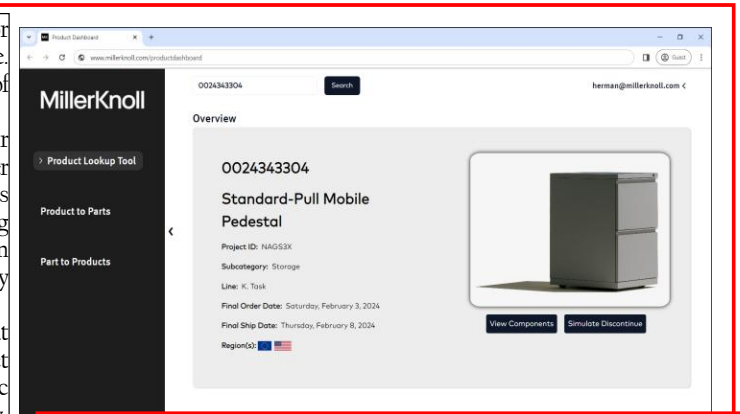 Product Dashboard
www.millerknoll.com/productdashboard
Guest
MillerKnoll
0024343304
Search
herman@millerknoll.com <
Overview
> Product Lookup Tool
Product to Parts
Part to Products
0024343304
Standard-Pull Mobile
Pedestal
Project ID: NAGS3X
Subcategory: Storage
Line: K. Task
Final Order Date: Saturday, February 3, 2024
Final Ship Date: Thursday, February 8, 2024
Region(s):
View Components
Simulate Discontinue